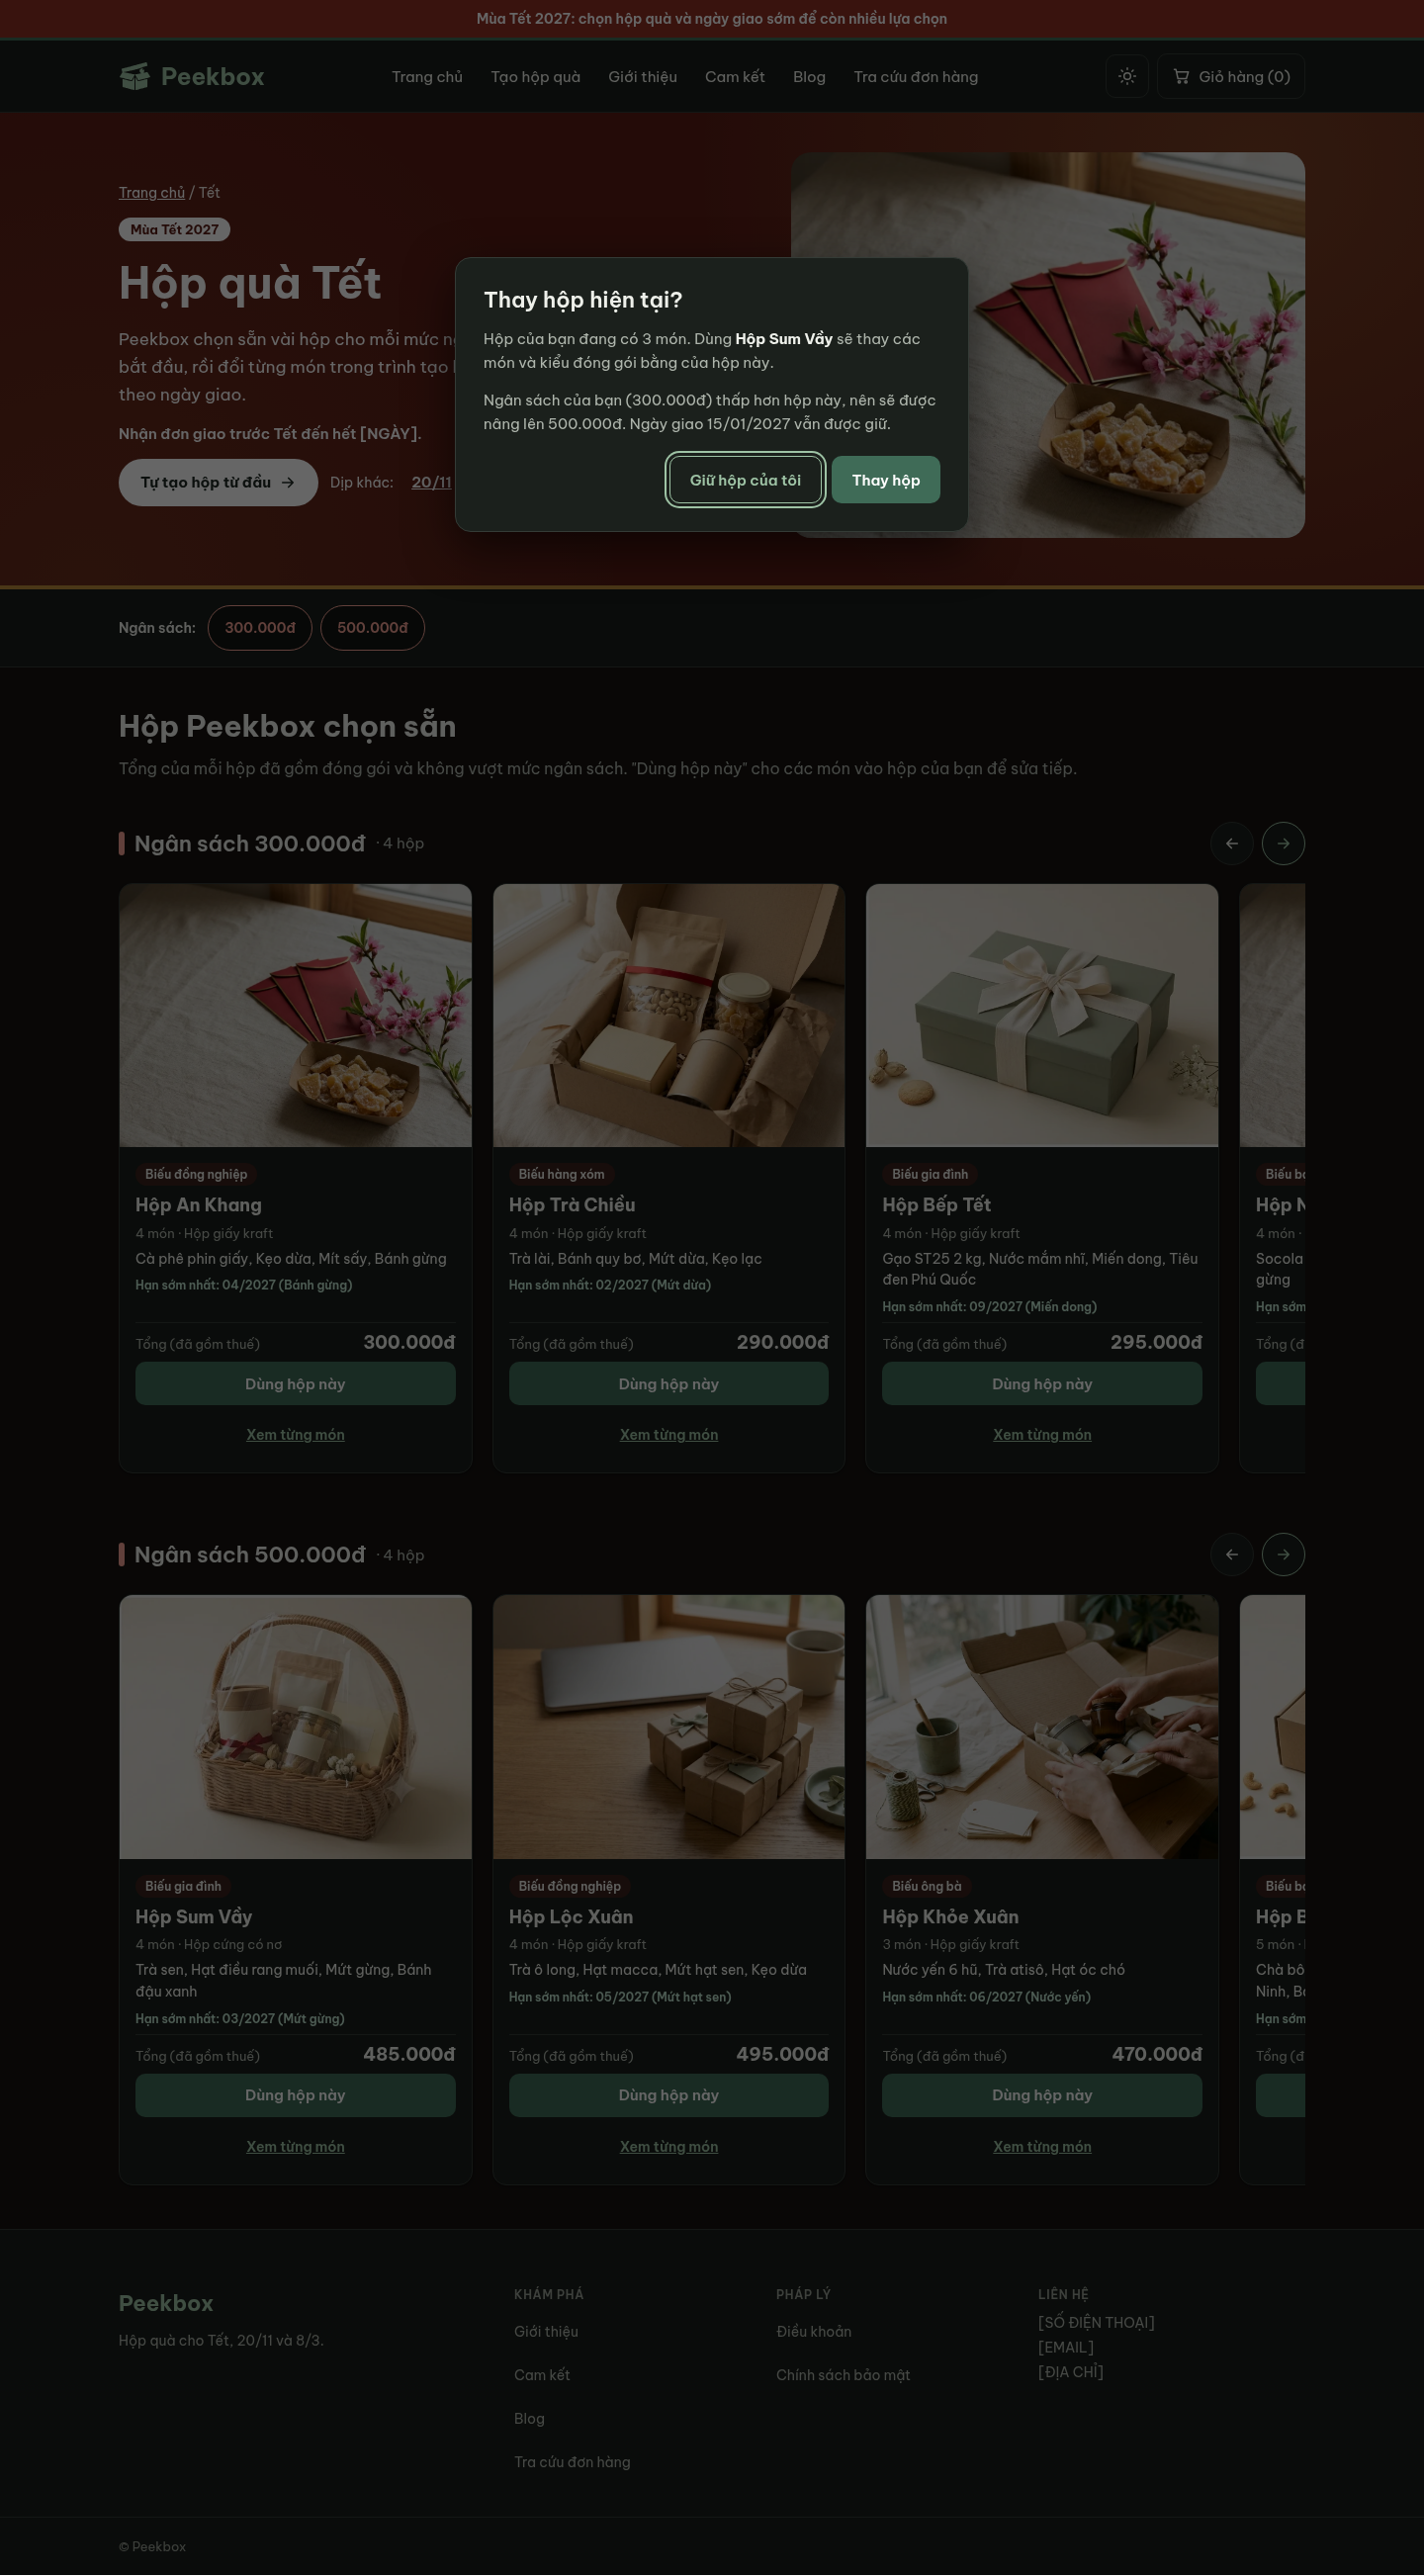 Mùa Tết 2027: chọn hộp quà và ngày giao sớm để còn nhiều lựa chọn
Peekbox
Trang chủ
Tạo hộp quà
Giới thiệu
Cam kết
Blog
Tra cứu đơn hàng
Giỏ hàng (0)
Trang chủ / Tết
Mùa Tết 2027
Hộp quà Tết
Peekbox chọn sẵn vài hộp cho mỗi mức
bắt đầu, rồi đổi từng món trong trình tạo
theo ngày giao.
Nhận đơn giao trước Tết đến hết [NGÀY].
Tự tạo hộp từ đầu
Dịp khác:
20/11
Thay hộp hiện tại?
Hộp của bạn đang có 3 món. Dùng Hộp Sum Vầy sẽ thay các
món và kiểu đóng gói bằng của hộp này.
Ngân sách của bạn (300.000đ) thấp hơn hộp này, nên sẽ được
nâng lên 500.000đ. Ngày giao 15/01/2027 vẫn được giữ.
Giữ hộp của tôi
Thay hộp
Ngân sách:
300.000đ
500.000đ
Hộp Peekbox chọn sẵn
Tổng của mỗi hộp đã gồm đóng gói và không vượt mức ngân sách. "Dùng hộp này" cho các món vào hộp của bạn để sửa tiếp.
Ngân sách 300.000đ · 4 hộp
Biếu đồng nghiệp
Hộp An Khang
4 món · Hộp giấy kraft
Cà phê phin giấy, Kẹo dừa, Mít sấy, Bánh gừng
Hạn sớm nhất: 04/2027 (Bánh gừng)
Tổng (đã gồm thuế)
300.000đ
Dùng hộp này
Xem từng món
Biếu hàng xóm
Hộp Trà Chiều
4 món · Hộp giấy kraft
Trà lài, Bánh quy bơ, Mứt dừa, Kẹo lạc
Hạn sớm nhất: 02/2027 (Mứt dừa)
Tổng (đã gồm thuế)
290.000đ
Dùng hộp này
Xem từng món
Biếu gia đình
Hộp Bếp Tết
4 món · Hộp giấy kraft
Gạo ST25 2 kg, Nước mắm nhĩ, Miến dong, Tiêu
đen Phú Quốc
Hạn sớm nhất: 09/2027 (Miến dong)
Tổng (đã gồm thuế)
295.000đ
Dùng hộp này
Xem từng món
Biếu
Hộp
4 món ·
Socola
gừng
Hạn sớm
Tổng
Ngân sách 500.000đ · 4 hộp
Biếu gia đình
Hộp Sum Vầy
4 món · Hộp cứng có nơ
Trà sen, Hạt điều rang muối, Mứt gừng, Bánh
đậu xanh
Hạn sớm nhất: 03/2027 (Mứt gừng)
Tổng (đã gồm thuế)
485.000đ
Dùng hộp này
Xem từng món
Biếu đồng nghiệp
Hộp Lộc Xuân
4 món · Hộp giấy kraft
Trà ô long, Hạt macca, Mứt hạt sen, Kẹo dừa
Hạn sớm nhất: 05/2027 (Mứt hạt sen)
Tổng (đã gồm thuế)
495.000đ
Dùng hộp này
Xem từng món
Biếu ông bà
Hộp Khỏe Xuân
3 món · Hộp giấy kraft
Nước yến 6 hũ, Trà atisô, Hạt óc chó
Hạn sớm nhất: 06/2027 (Nước yến)
Tổng (đã gồm thuế)
470.000đ
Dùng hộp này
Xem từng món
Biếu
Hộp
5 món ·
Chà bô
Ninh,
Hạn sớm
Tổng
Peekbox
Hộp quà cho Tết, 20/11 và 8/3.
KHÁM PHÁ
Giới thiệu
Cam kết
Blog
Tra cứu đơn hàng
PHÁP LÝ
Điều khoản
Chính sách bảo mật
LIÊN HỆ
[SỐ ĐIỆN THOẠI]
[EMAIL]
[ĐỊA CHỈ]
© Peekbox